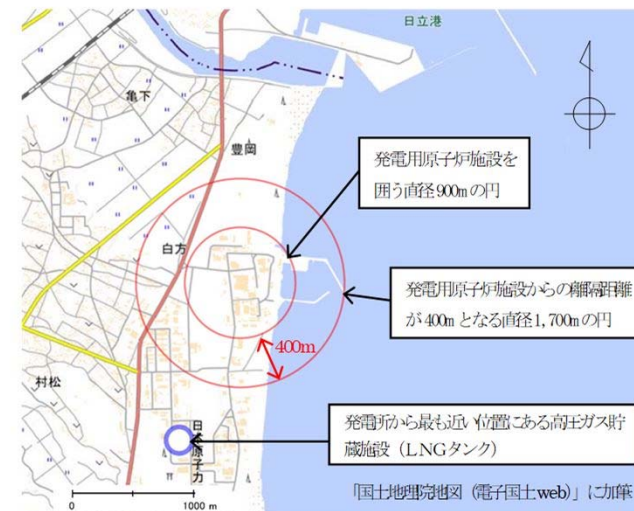 日立港
亀下
豊岡
発電用原子炉施設を
囲う直径900mの円
白方
発電用原子炉施設からの離隔距離
が400mとなる直径1,700mの円
400m
村松
発電所から最も近い位置にある高圧ガス貯
蔵施設（LNGタンク）
日本原子力
「国土地理院地図（電子国土web）」に加筆
0
1000 m